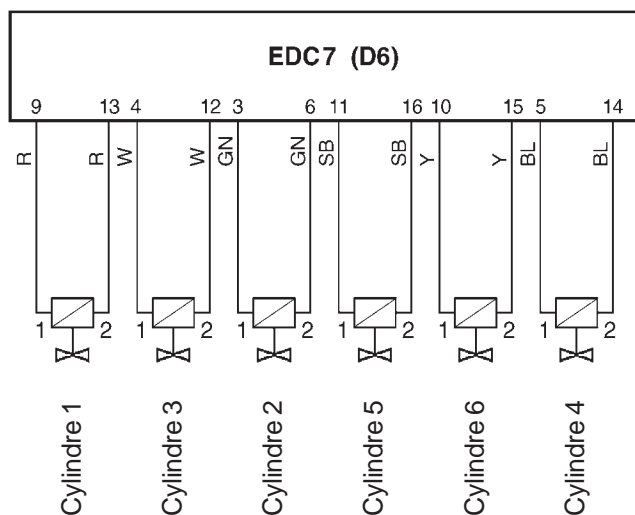 EDC7 (D6)
9 13 4 12 3 6 11 16 10 15 5 14
R R W W GN GN SB SB Y Y BL BL
1 2 1 2 1 2 1 2 1 2 1 2
Cylindre 1
Cylindre 3
Cylindre 2
Cylindre 5
Cylindre 6
Cylindre 4